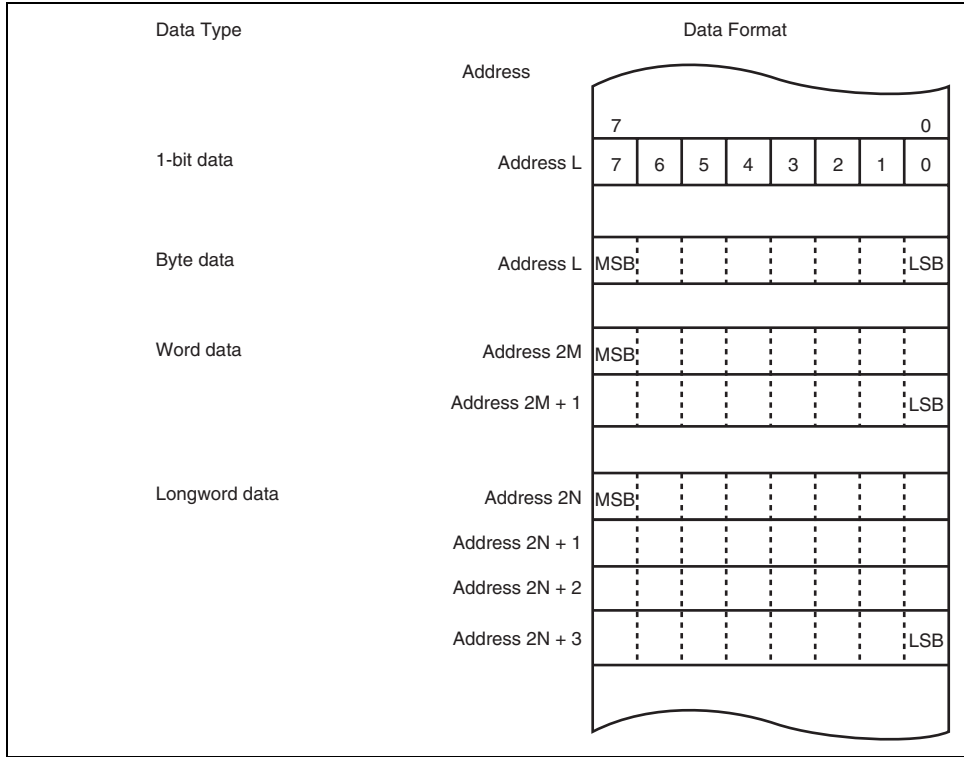 Data Type Data Format
Address
7 0
1-bit data Address L 7 6 5 4 3 2 1 0
Byte data Address L MSB LSB
Word data Address 2M MSB
Address 2M + 1 LSB
Longword data Address 2N MSB
Address 2N + 1
Address 2N + 2
Address 2N + 3 LSB